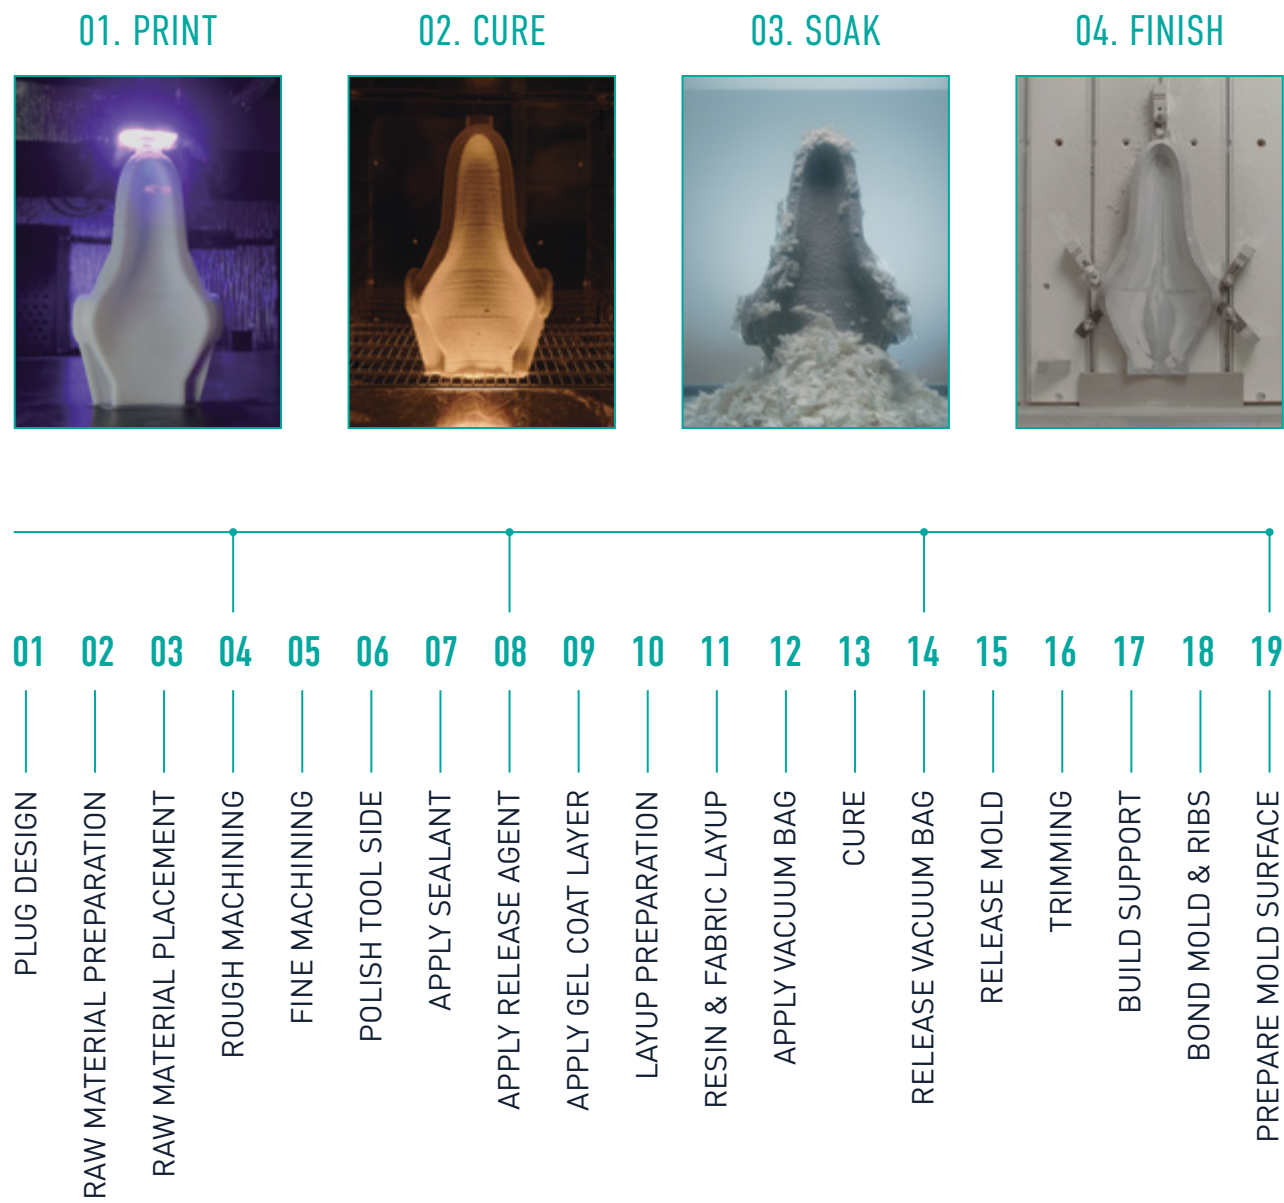 01. PRINT
02. CURE
03. SOAK
04. FINISH
01
02
03
04
05
06
07
08
09
10
11
12
13
14
15
16
17
18
19
PLUG DESIGN
RAW MATERIAL PREPARATION
RAW MATERIAL PLACEMENT
ROUGH MACHINING
FINE MACHINING
POLISH TOOL SIDE
APPLY SEALANT
APPLY RELEASE AGENT
APPLY GEL COAT LAYER
LAYUP PREPARATION
RESIN & FABRIC LAYUP
APPLY VACUUM BAG
CURE
RELEASE VACUUM BAG
RELEASE MOLD
TRIMMING
BUILD SUPPORT
BOND MOLD & RIBS
PREPARE MOLD SURFACE